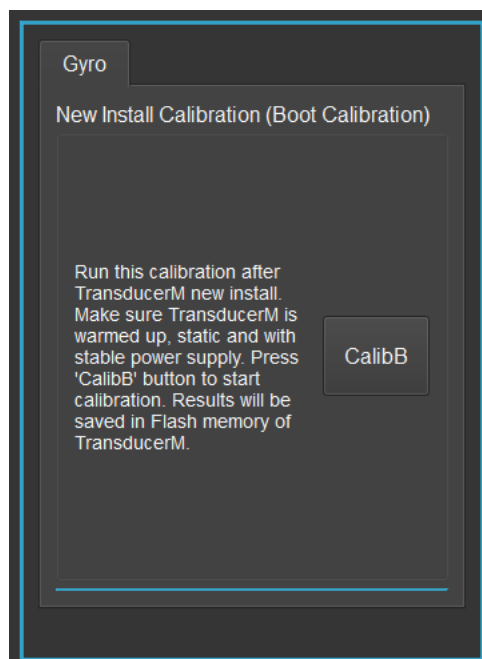 Gyro
New Install Calibration (Boot Calibration)
Run this calibration after
TransducerM new install.
Make sure TransducerM is
warmed up, static and with
stable power supply. Press
'CalibB' button to start
calibration. Results will be
saved in Flash memory of
TransducerM.
CalibB